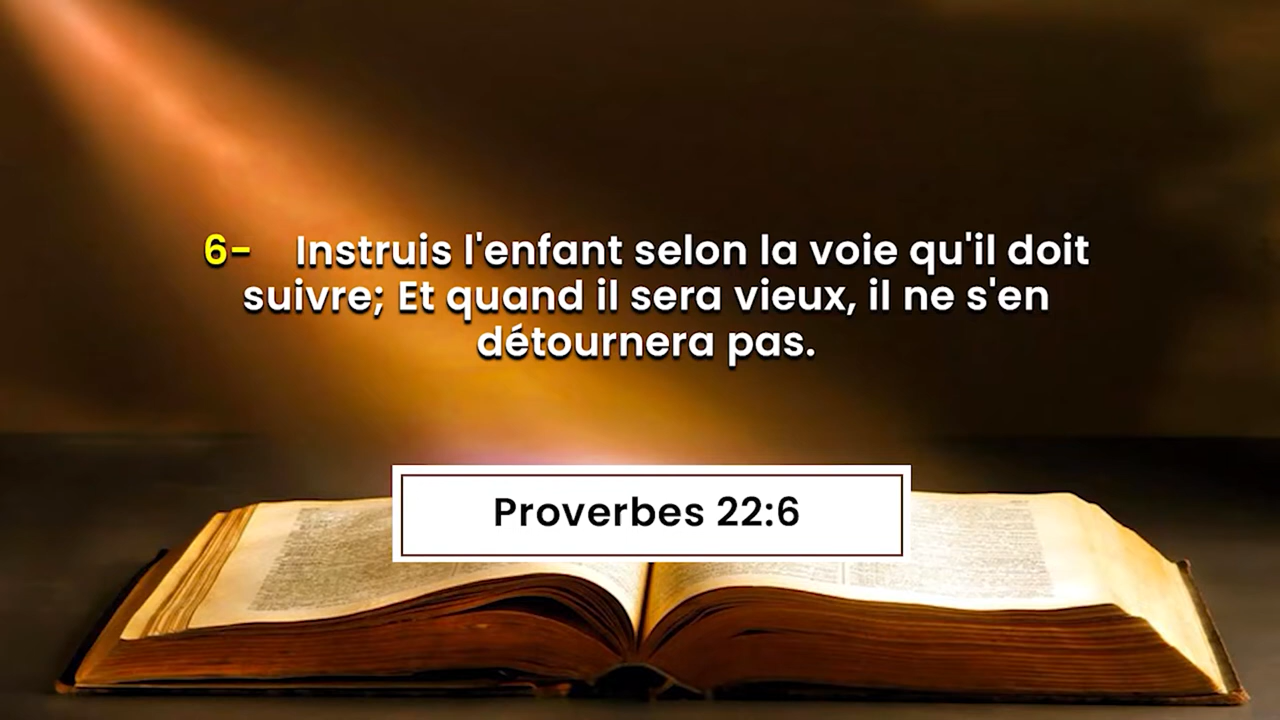 6- Instruis l'enfant selon la voie qu'il doit
suivre; Et quand il sera vieux, il ne s'en
détournera pas.
Proverbes 22:6